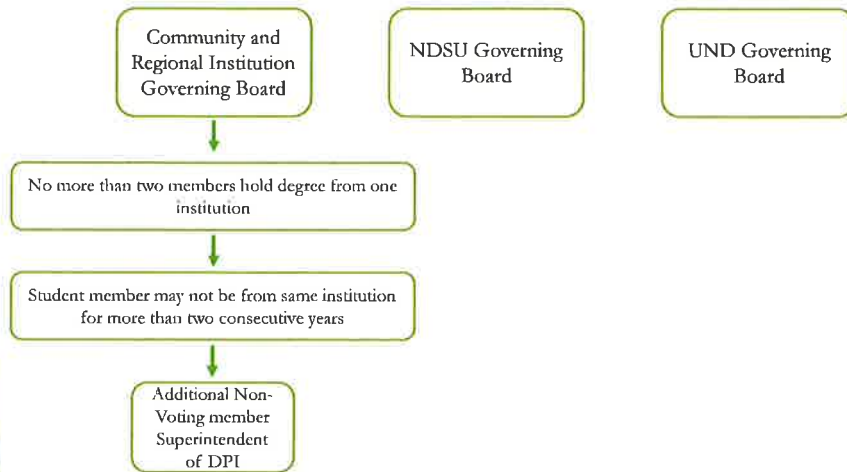 Community and
Regional Institution
Governing Board
NDSU Governing
Board
UND Governing
Board
No more than two members hold degree from one
institution
Student member may not be from same institution
for more than two consecutive years
Additional Non-
Voting member
Superintendent
of DPI